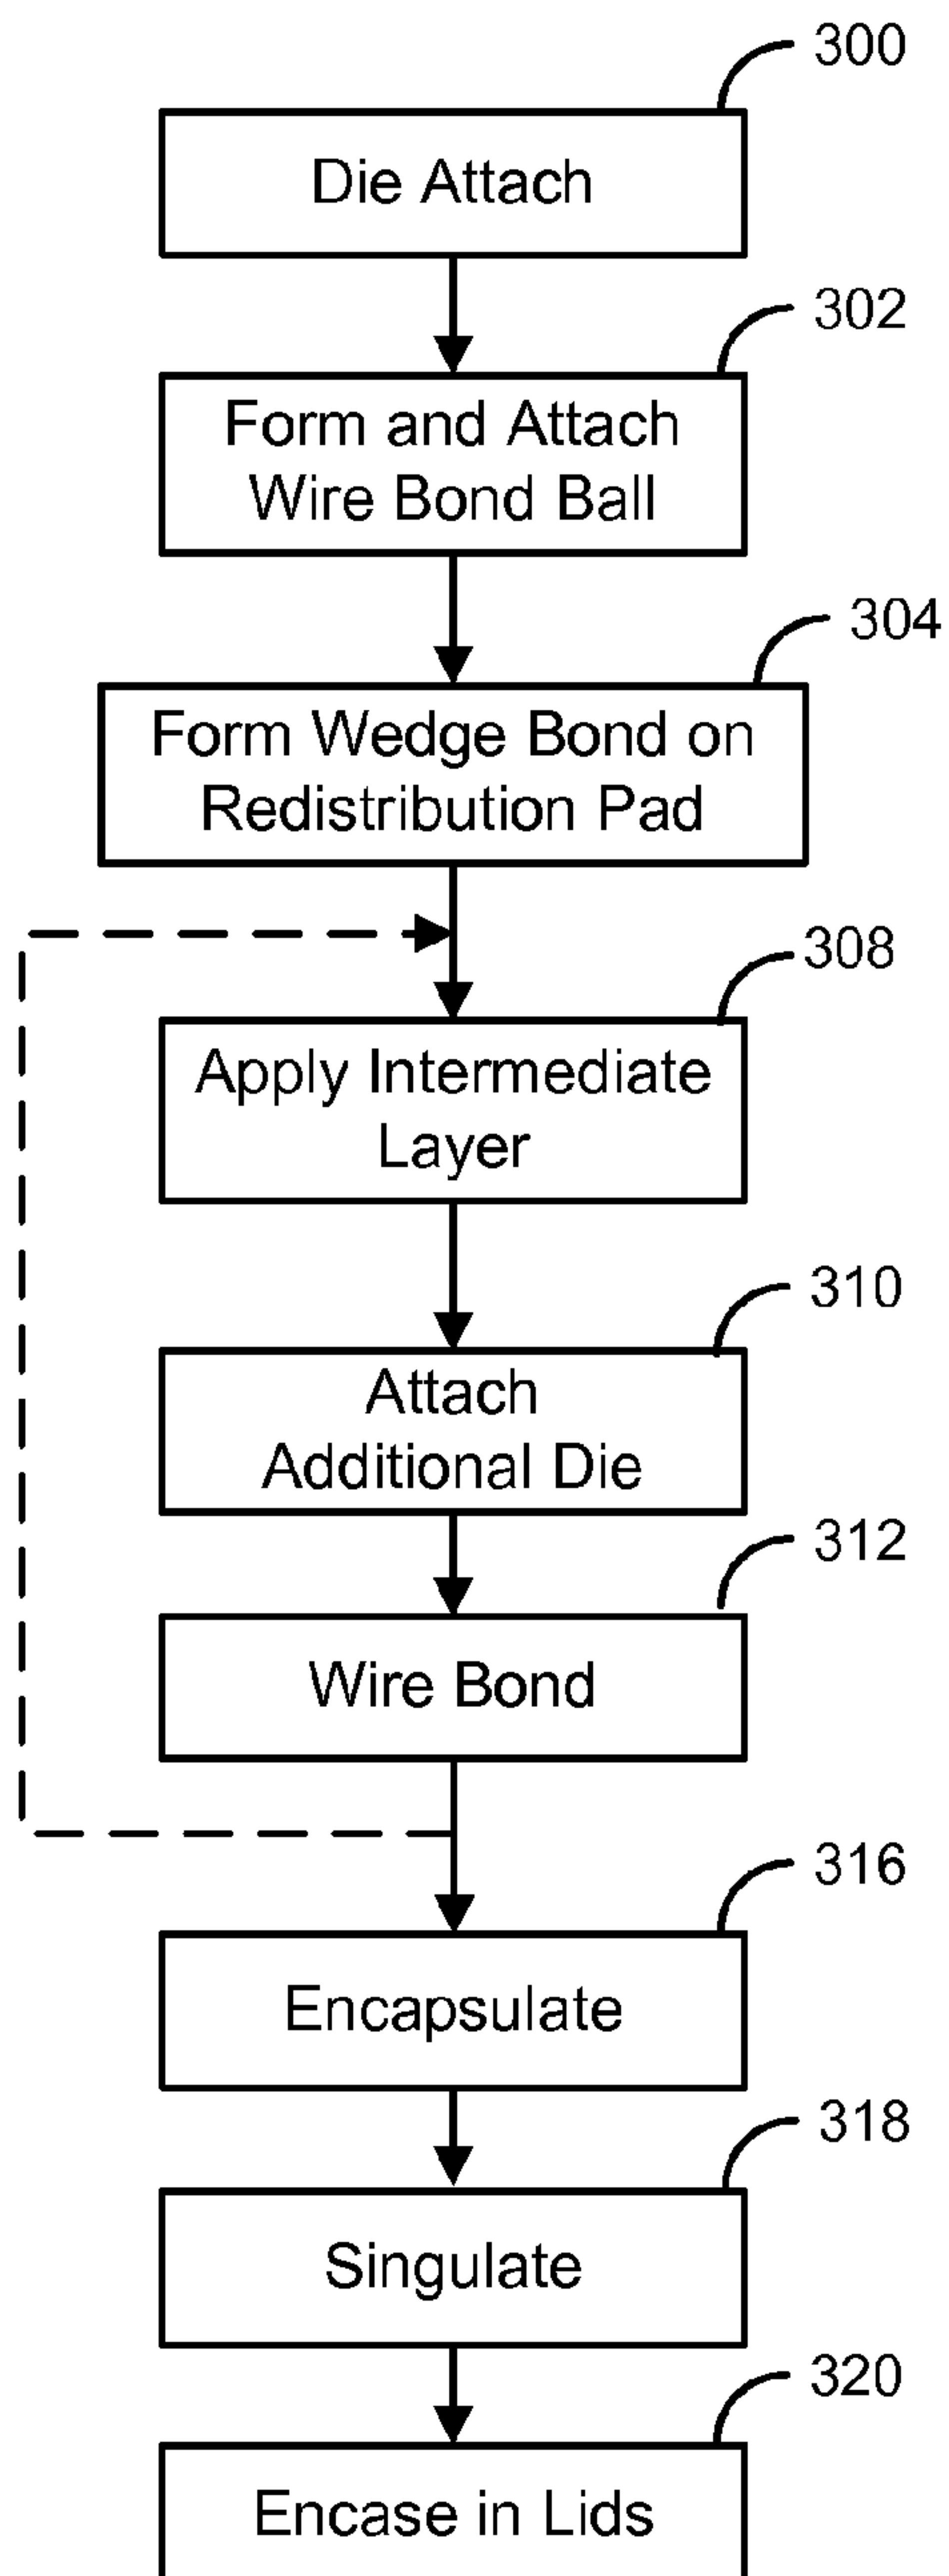 300
Die Attach
302
Form and Attach
Wire Bond Ball
304
Form Wedge Bond on
Redistribution Pad
308
Apply Intermediate
Layer
310
Attach
Additional Die
312
Wire Bond
316
Encapsulate
318
Singulate
320
Encase in Lids